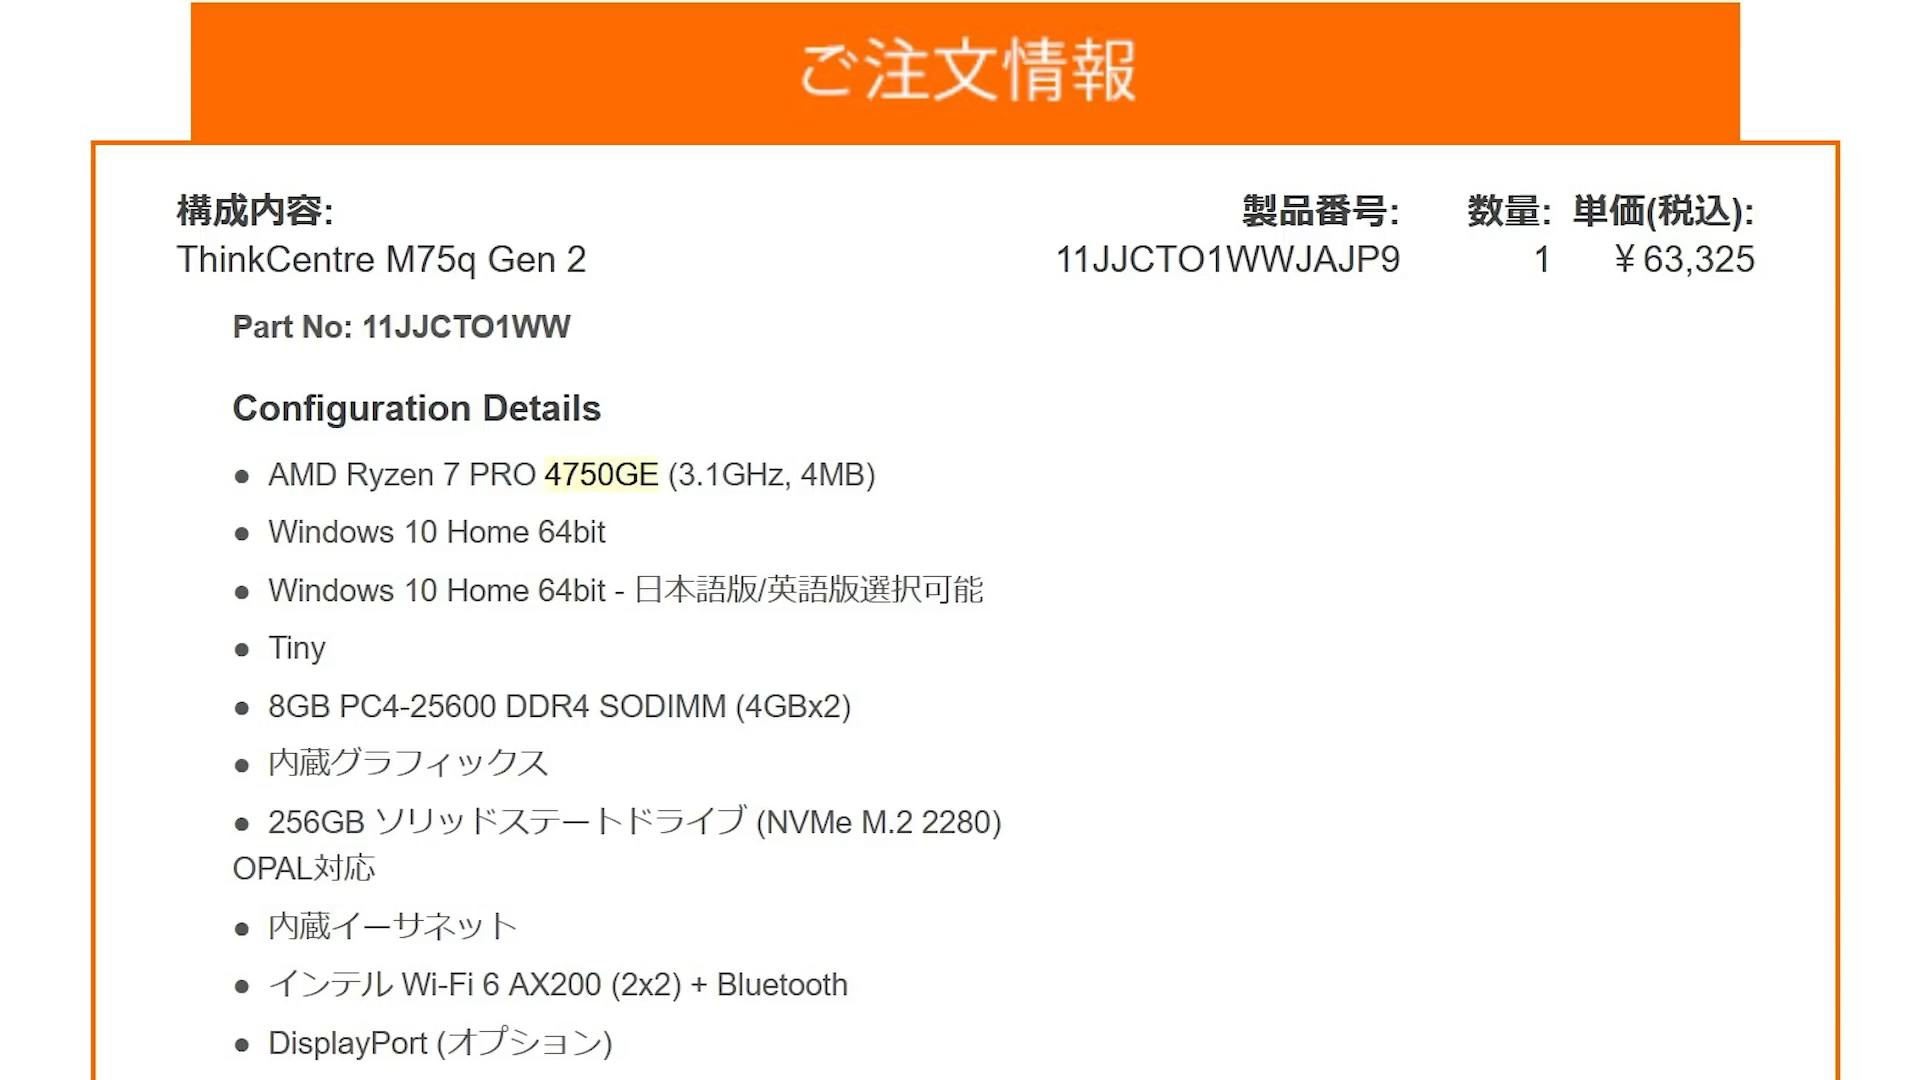 ご注文情報
構成内容: 製品番号: 数量: 単価(税込):
ThinkCentre M75q Gen 2 11JJCTO1WWJAJP9 1 ￥63,325
Part No: 11JJCTO1WW
Configuration Details
● AMD Ryzen 7 PRO 4750GE (3.1GHz, 4MB)
● Windows 10 Home 64bit
● Windows 10 Home 64bit - 日本語版/英語版選択可能
● Tiny
● 8GB PC4-25600 DDR4 SODIMM (4GBx2)
● 内蔵グラフィックス
● 256GB ソリッドステートドライブ (NVMe M.2 2280)
OPAL対応
● 内蔵イーサネット
● インテル Wi-Fi 6 AX200 (2x2) + Bluetooth
● DisplayPort (オプション)